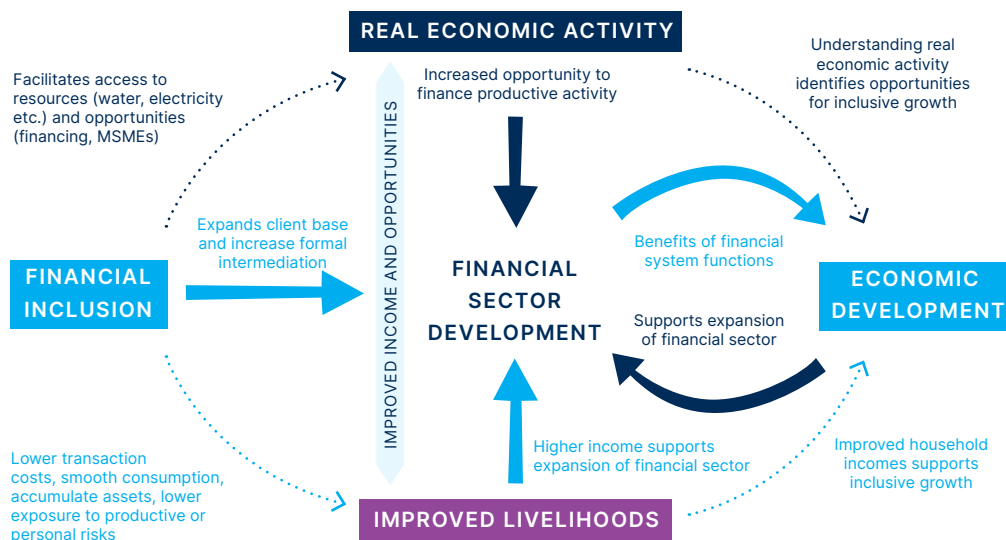 REAL ECONOMIC ACTIVITY
Facilitates access to
resources (water, electricity
etc.) and opportunities
(financing, MSMEs)
Increased opportunity to
finance productive activity
Understanding real
economic activity
identifies opportunities
for inclusive growth
IMPROVED INCOME AND OPPORTUNITIES
Expands client base
and increase formal
intermediation
Benefits of financial
system functions
FINANCIAL
INCLUSION
FINANCIAL
SECTOR
DEVELOPMENT
ECONOMIC
DEVELOPMENT
Supports expansion
of financial sector
Higher income supports
expansion of financial sector
Improved household
incomes supports
inclusive growth
Lower transaction
costs, smooth consumption,
accumulate assets, lower
exposure to productive or
personal risks
IMPROVED LIVELIHOODS